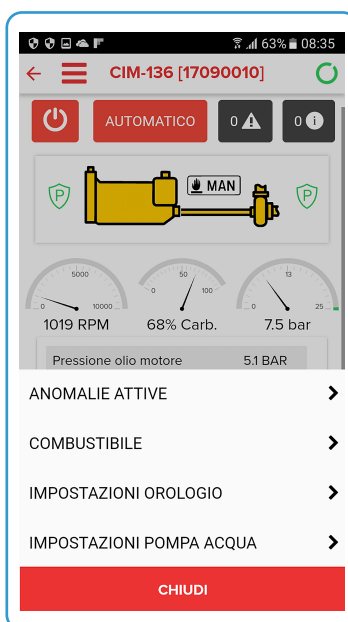 63% 08:35
CIM-136 [17090010]
AUTOMATICO 0 0
P MAN P
5000 50 13
0 10000 0 100 0 25
1019 RPM 68% Carb. 7.5 bar
Pressione olio motore 5.1 BAR
ANOMALIE ATTIVE
COMBUSTIBILE
IMPOSTAZIONI OROLOGIO
IMPOSTAZIONI POMPA ACQUA
CHIUDI